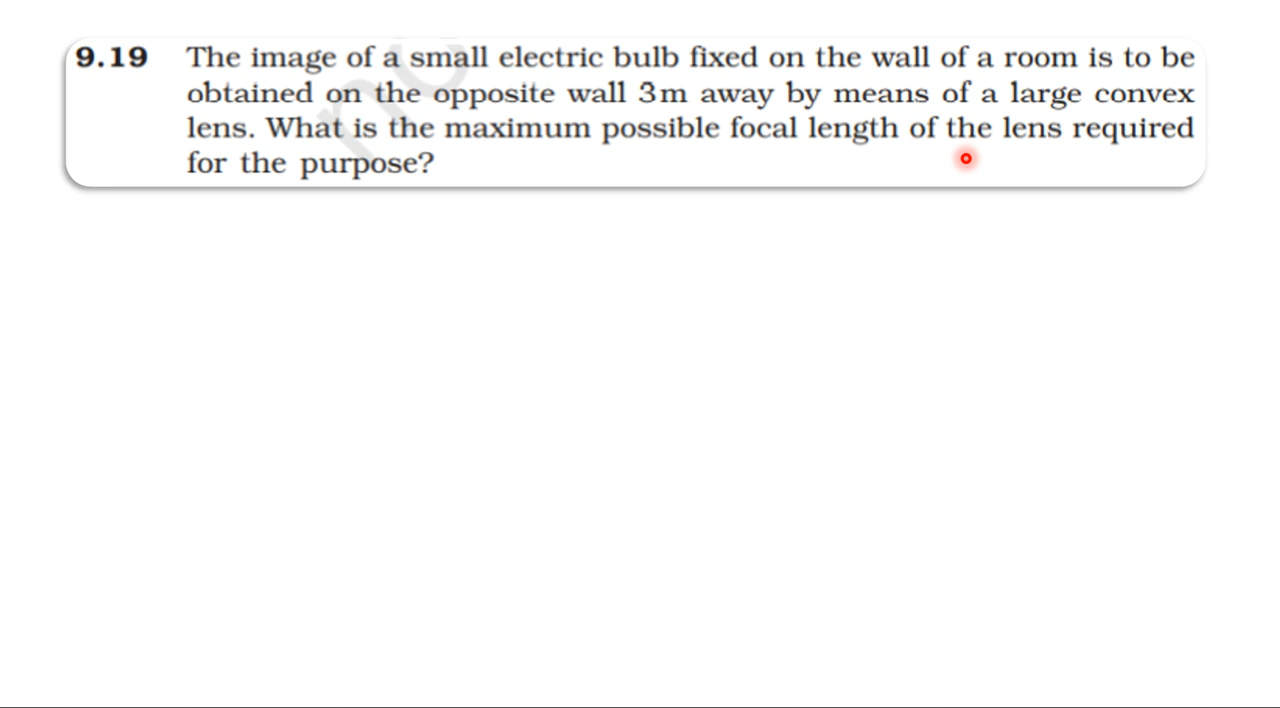 9.19 The image of a small electric bulb fixed on the wall of a room is to be
obtained on the opposite wall 3m away by means of a large convex
lens. What is the maximum possible focal length of the lens required
for the purpose?